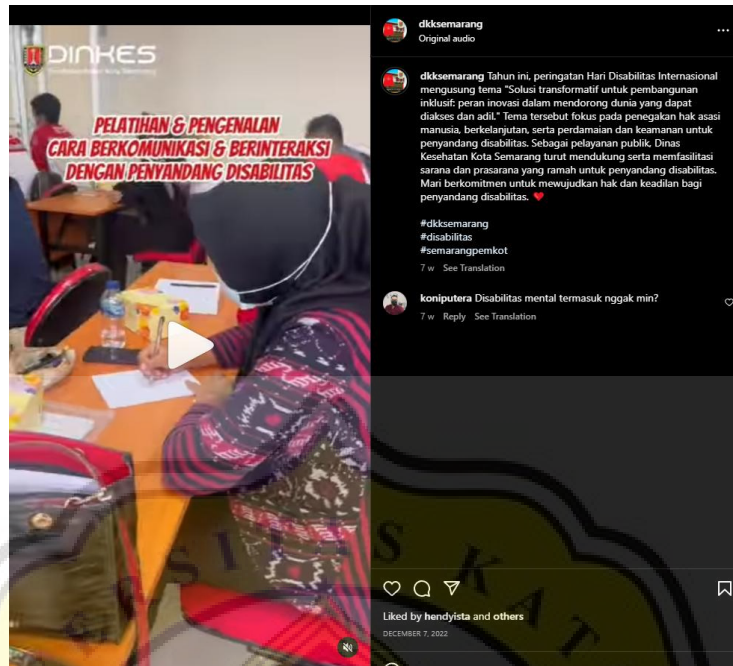 DINKES
PELATIHAN & PENGENALAN
CARA BERKOMUNIKASI & BERINTERAKSI
DENGAN PENYANDANG DISABILITAS
dkksemarang
Original audio
dkksemarang Tahun ini, peringatan Hari Disabilitas Internasional
mengusung tema "Solusi transformatif untuk pembangunan
inklusif: peran inovasi dalam mendorong dunia yang dapat
diakses dan adil." Tema tersebut fokus pada penegakan hak asasi
manusia, berkelanjutan, serta perdamaian dan keamanan untuk
penyandang disabilitas. Sebagai pelayanan publik, Dinas
Kesehatan Kota Semarang turut mendukung serta memfasilitasi
sarana dan prasarana yang ramah untuk penyandang disabilitas.
Mari berkomitmen untuk mewujudkan hak dan keadilan bagi
penyandang disabilitas. ❤️
#dkksemarang
#disabilitas
#semarangpemkot
7 w See Translation
koniputera Disabilitas mental termasuk nggak min?
7 w Reply See Translation
Liked by hendyista and others
DECEMBER 7, 2022